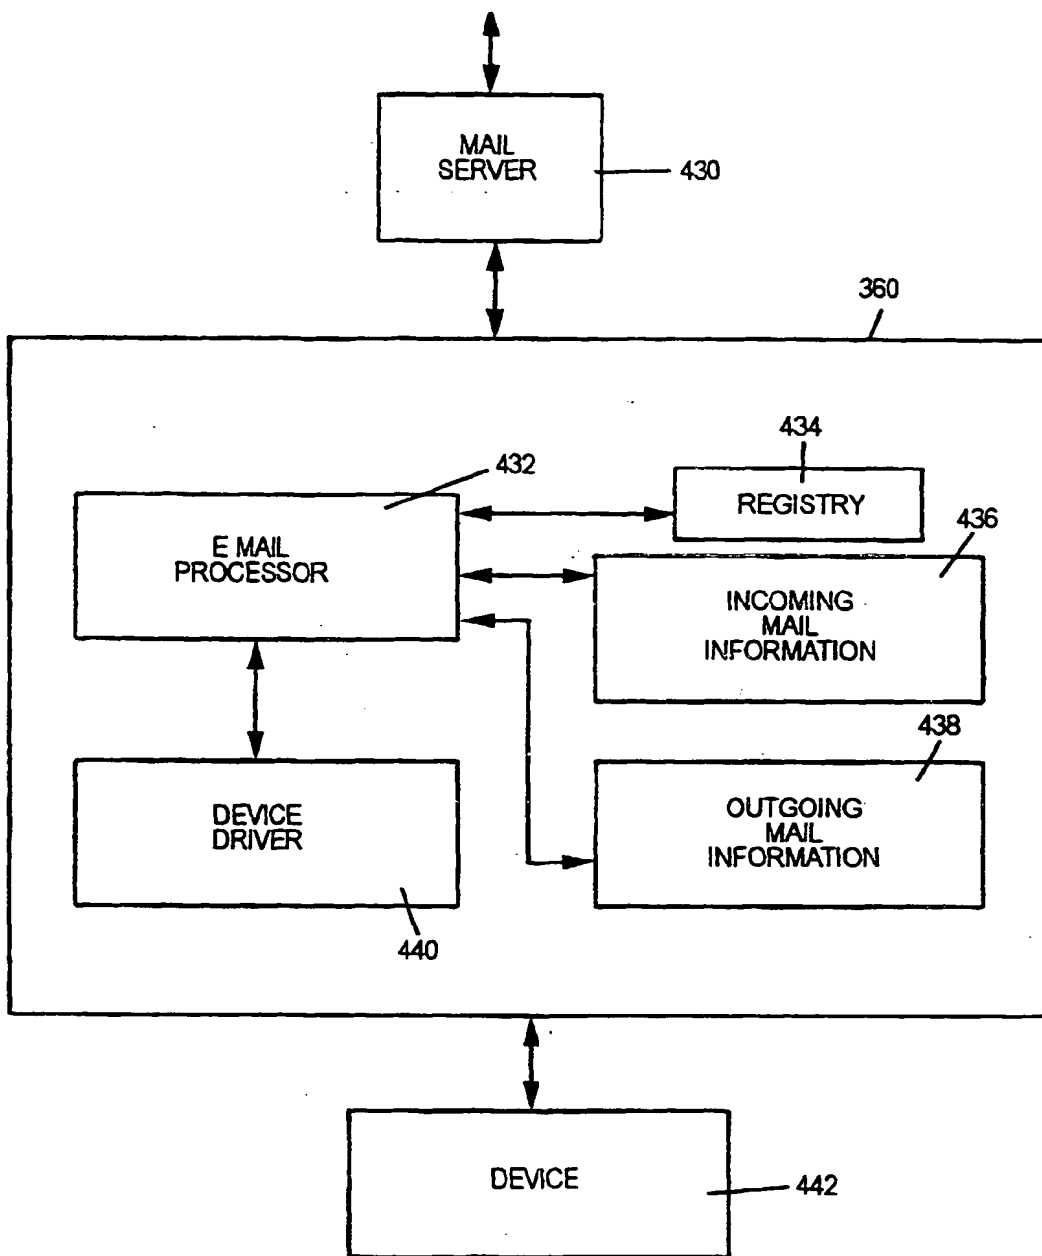 MAIL
SERVER
430
360
434
432
REGISTRY
436
E MAIL
PROCESSOR
INCOMING
MAIL
INFORMATION
438
DEVICE
DRIVER
OUTGOING
MAIL
INFORMATION
440
DEVICE
442